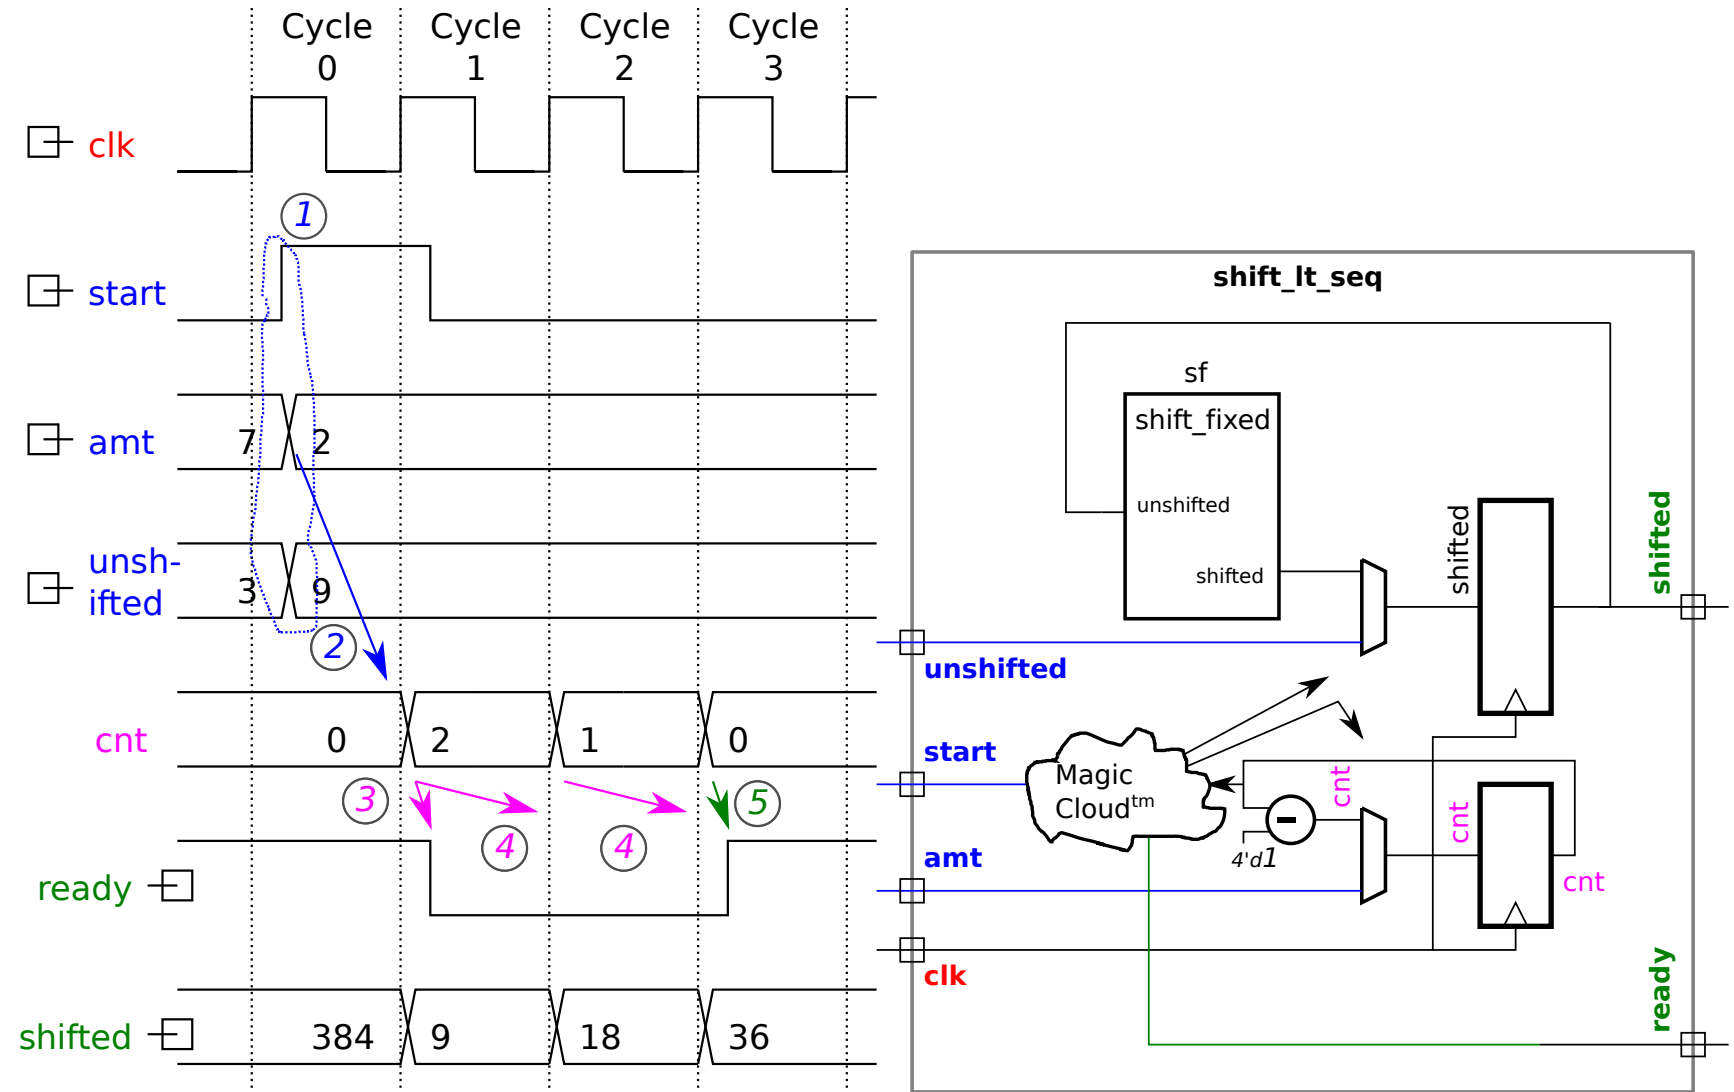 Cycle
0
Cycle
1
Cycle
2
Cycle
3
clk
1
start
amt
7 2
unsh-
ifted
3 9
2
cnt
0 2 1 0
3
4
4
5
ready
shifted
384 9 18 36
shift_lt_seq
sf
shift_fixed
unshifted
shifted
shifted
shifted
unshifted
start
Magic
Cloudtm
cnt
cnt
cnt
4'd1
amt
clk
ready